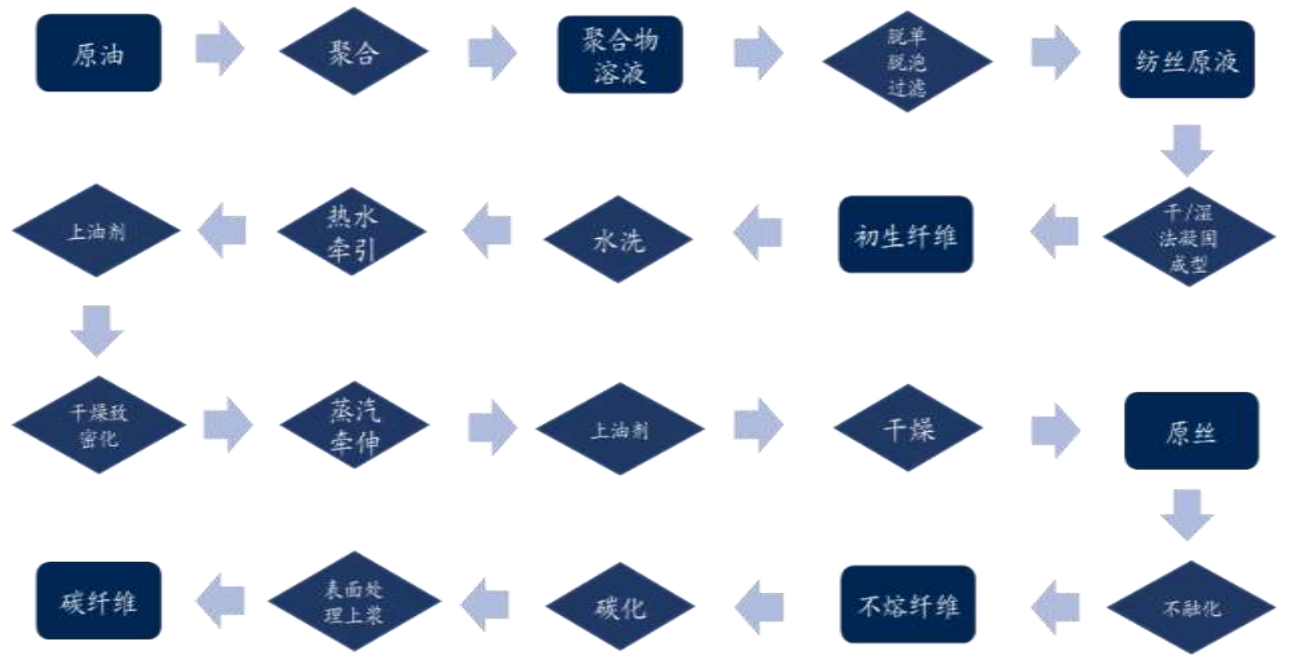 原油
聚合
聚合物
溶液
脱单
脱泡
过滤
纺丝原液
干/湿
法凝固
成型
初生纤维
水洗
热水
牵引
上油剂
干燥致
密化
蒸汽
牵伸
上油剂
干燥
原丝
不融化
不熔纤维
碳化
表面处
理上浆
碳纤维